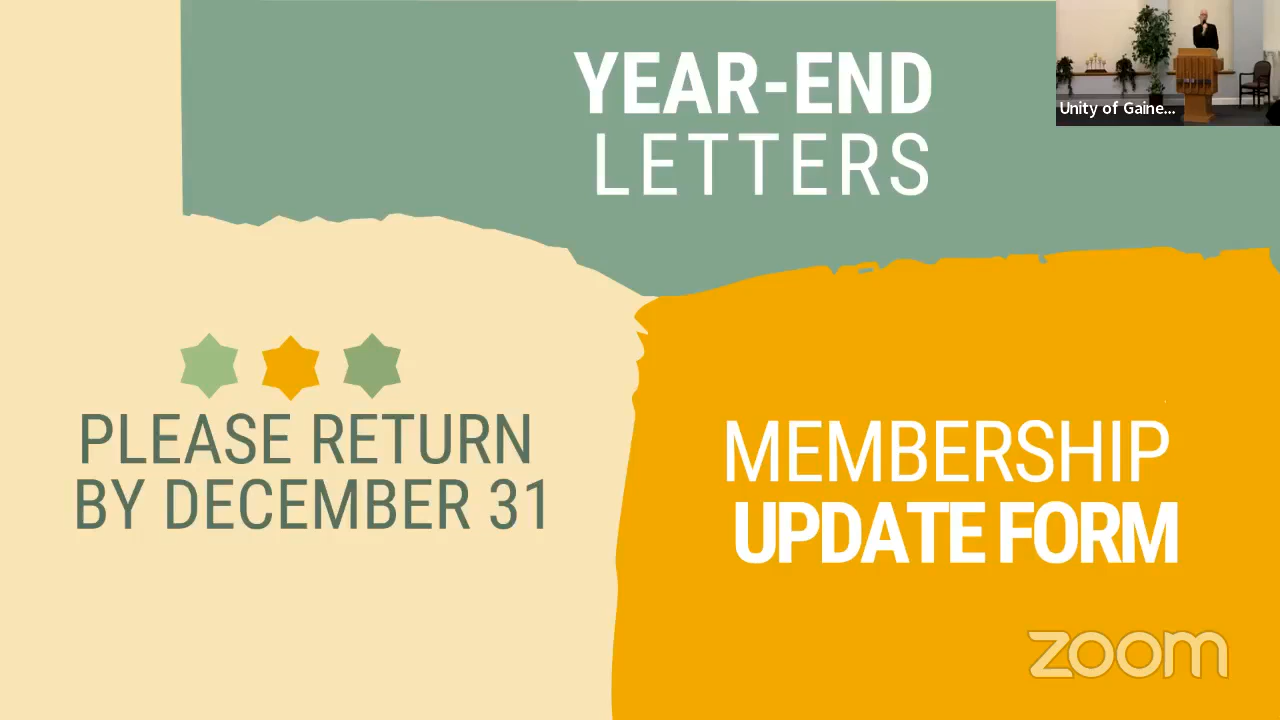 YEAR-END
LETTERS
Unity of Gaine...
PLEASE RETURN
BY DECEMBER 31
MEMBERSHIP
UPDATE FORM
zoom